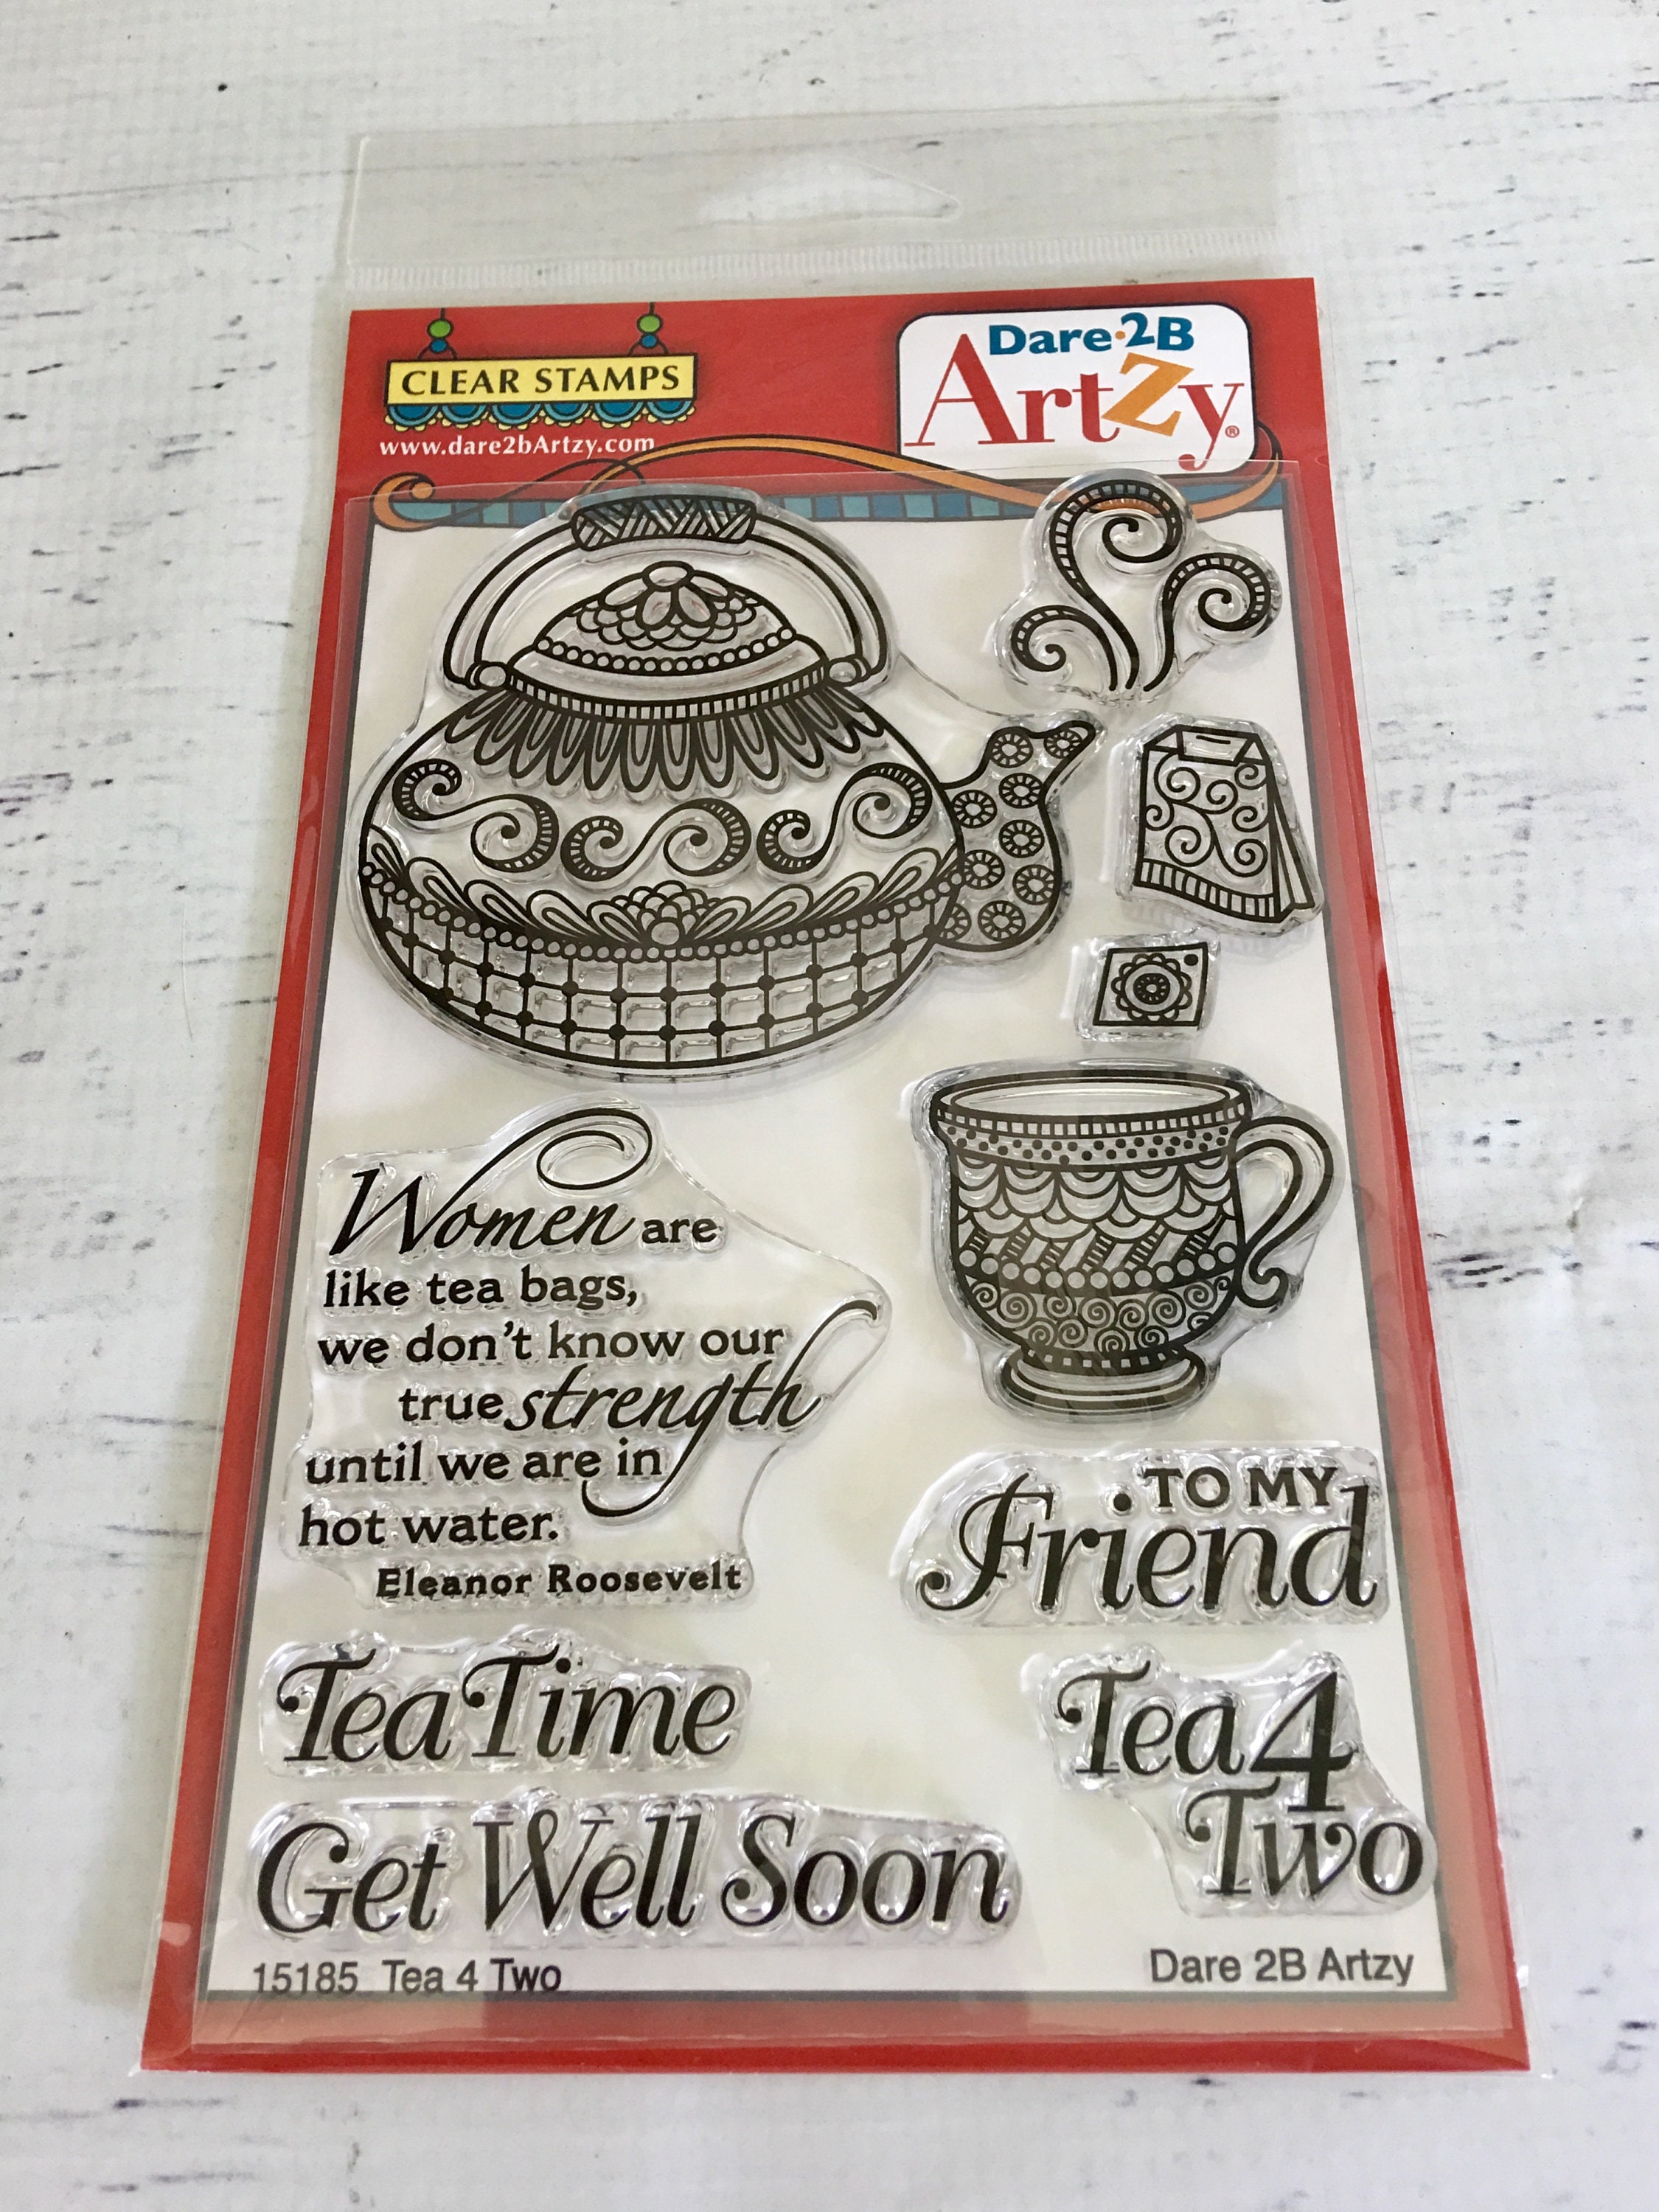 CLEAR STAMPS
www.dare2bArtzy.com
Dare·2B
ArtZy®
Women are
like tea bags,
we don't know our
true strength
until we are in
hot water.
Eleanor Roosevelt
TO MY
Friend
Tea Time
Tea 4
Two
Get Well Soon
15185 Tea 4 Two
Dare 2B Artzy